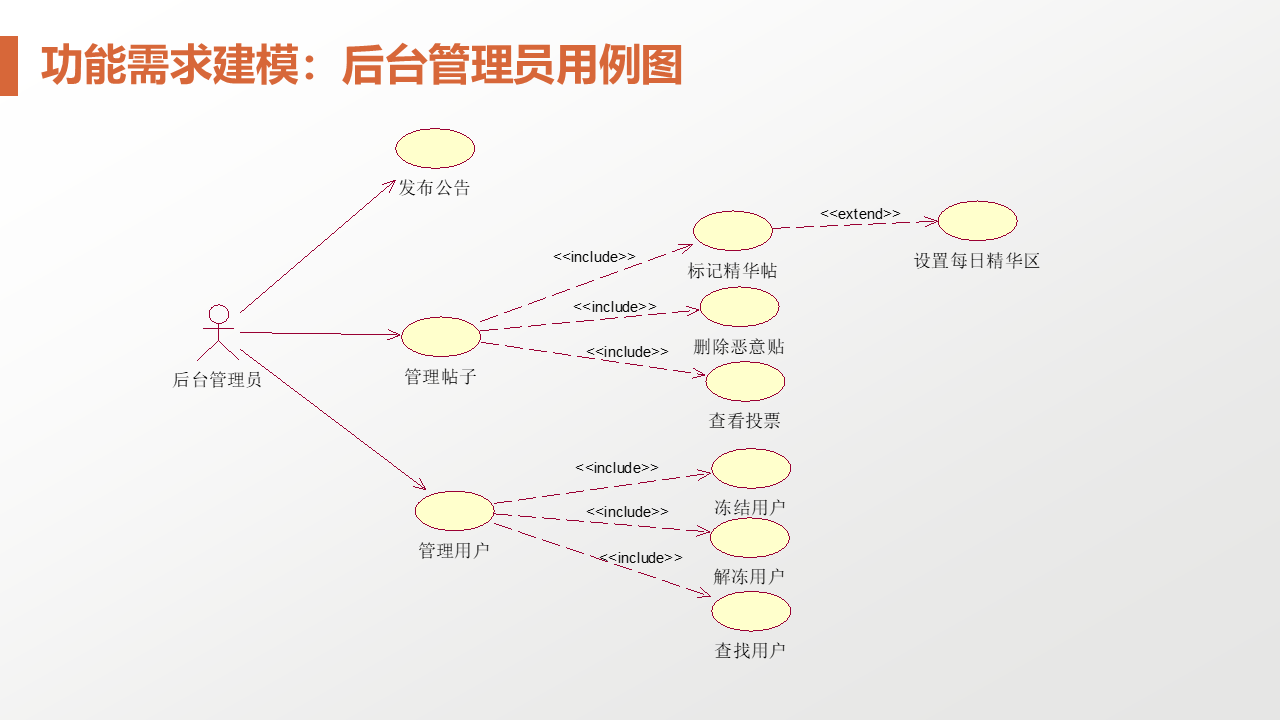 功能需求建模：后台管理员用例图
发布公告
<<extend>>
设置每日精华区
<<include>>
标记精华帖
<<include>>
删除恶意贴
<<include>>
后台管理员
管理帖子
查看投票
<<include>>
冻结用户
<<include>>
管理用户
<<include>>
解冻用户
查找用户